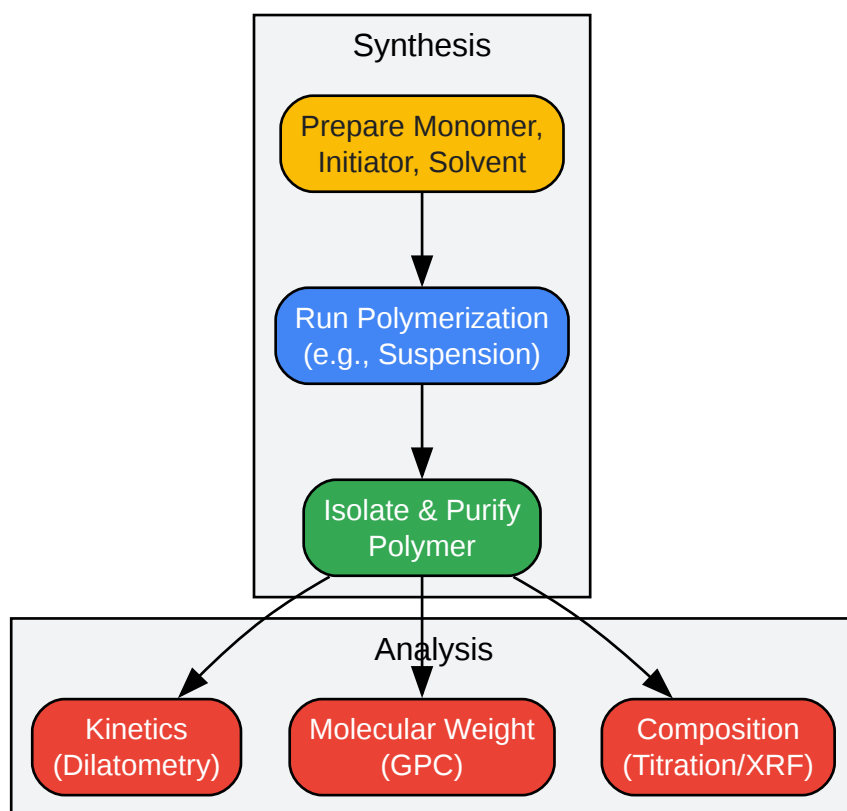 Synthesis
Prepare Monomer,
Initiator, Solvent
Run Polymerization
(e.g., Suspension)
Isolate & Purify
Polymer
Analysis
Kinetics
(Dilatometry)
Molecular Weight
(GPC)
Composition
(Titration/XRF)